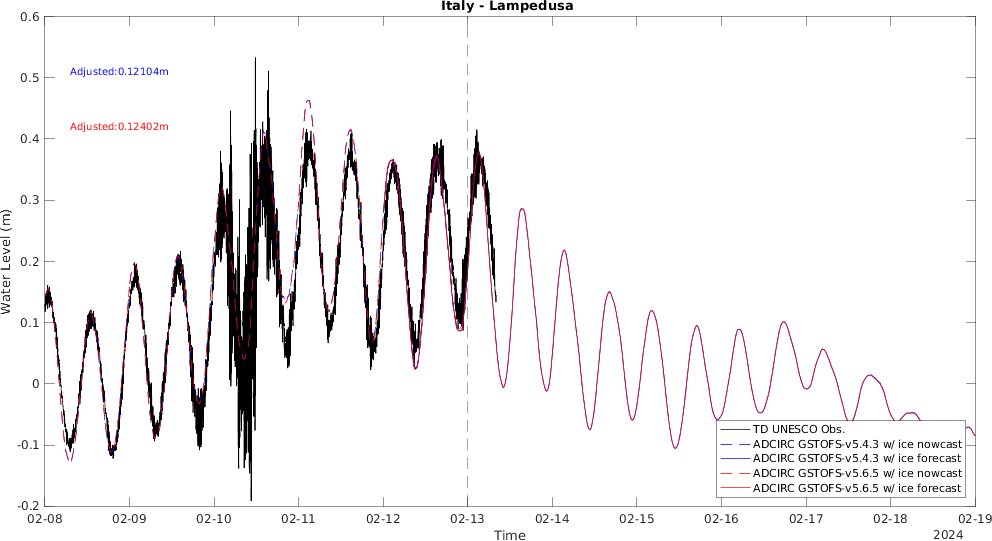 Italy - Lampedusa
0.6
0.5
0.4
0.3
0.2
0.1
0
-0.1
-0.2
Water Level (m)
Adjusted:0.12104m
Adjusted:0.12402m
TD UNESCO Obs.
ADCIRC GSTOFS-v5.4.3 w/ ice nowcast
ADCIRC GSTOFS-v5.4.3 w/ ice forecast
ADCIRC GSTOFS-v5.6.5 w/ ice nowcast
ADCIRC GSTOFS-v5.6.5 w/ ice forecast
02-08 02-09 02-10 02-11 02-12 02-13 02-14 02-15 02-16 02-17 02-18 02-19
Time
2024